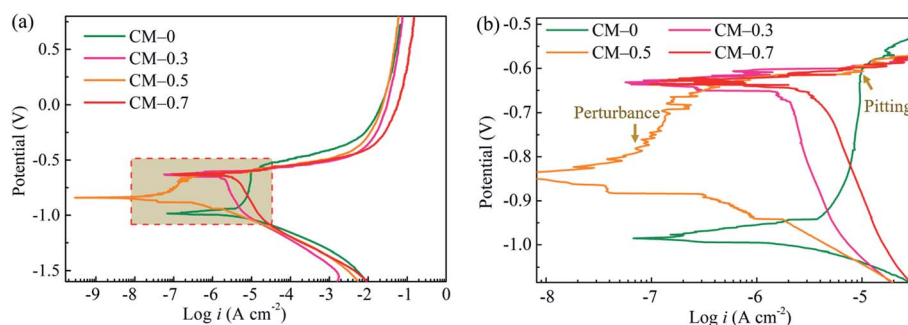 (a)
CM–0
CM–0.3
CM–0.5
CM–0.7
Potential (V)
0.5
0.0
-0.5
-1.0
-1.5
-9 -8 -7 -6 -5 -4 -3 -2 -1 0
Log i (A cm⁻²)
(b)
CM–0 CM–0.3
CM–0.5 CM–0.7
Perturbance
Pitting
Potential (V)
-0.5
-0.6
-0.7
-0.8
-0.9
-1.0
-8 -7 -6 -5
Log i (A cm⁻²)